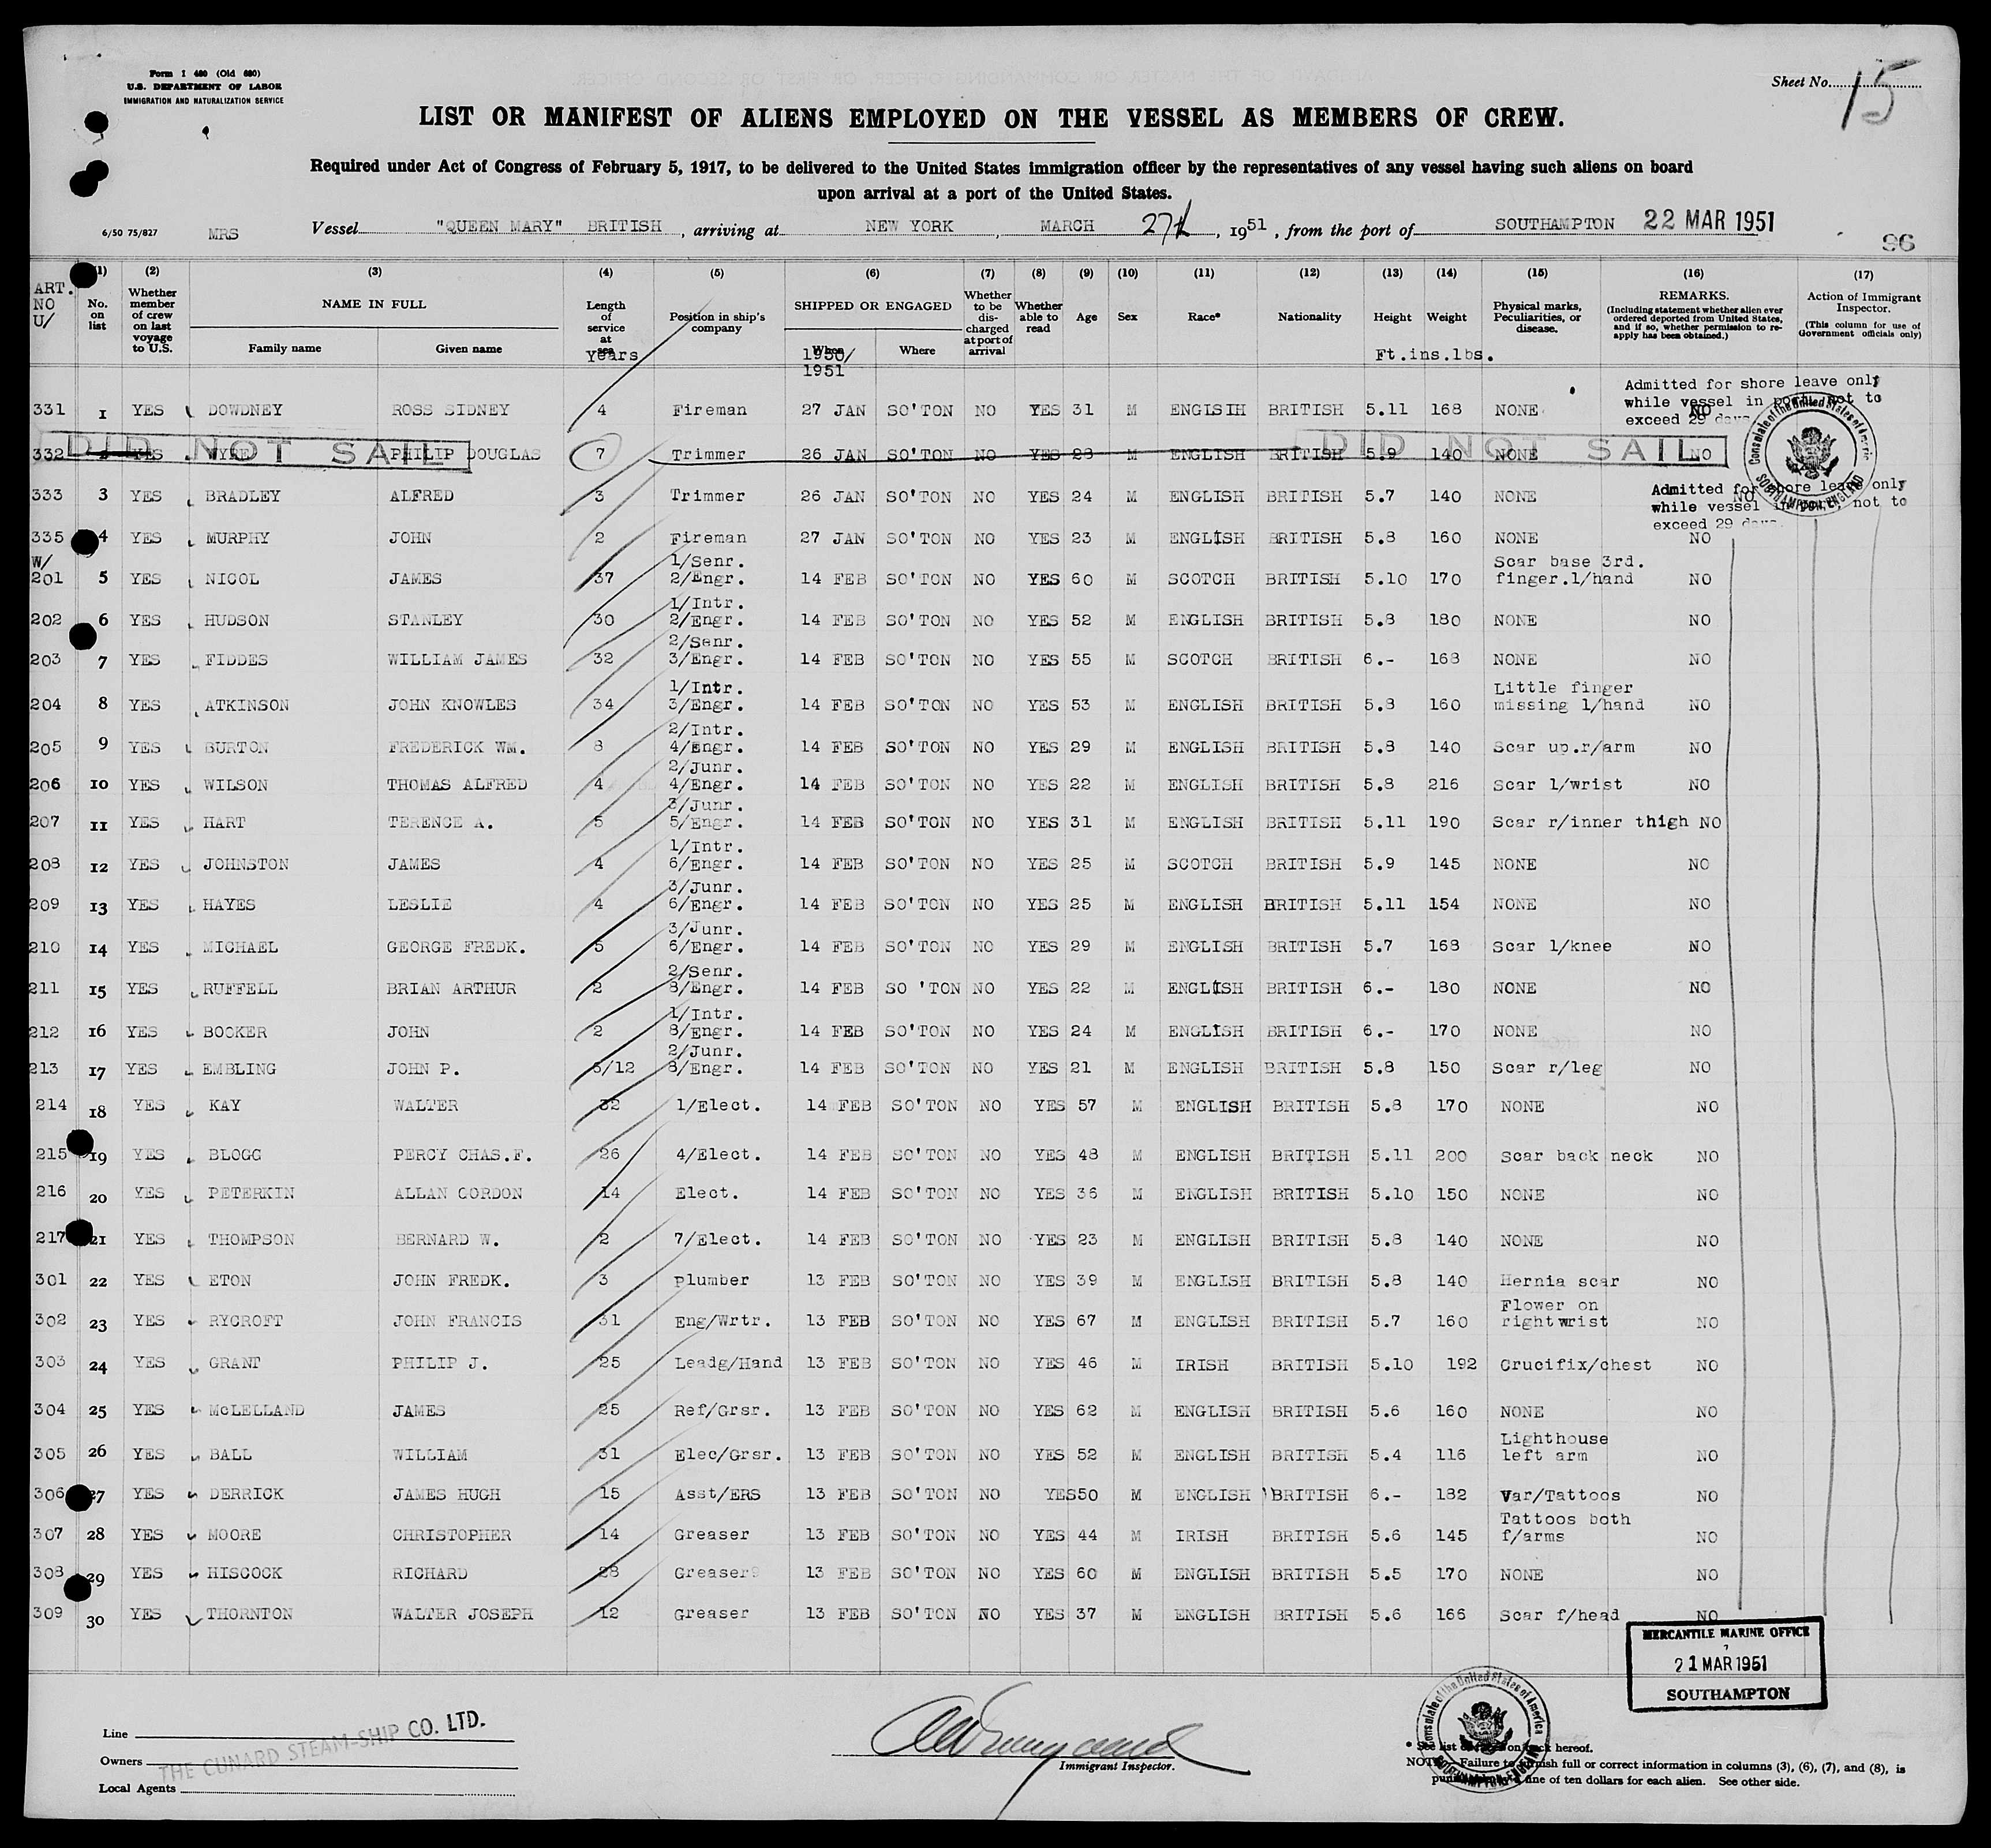 Form I 480 (Old 680)
U.S. DEPARTMENT OF LABOR
IMMIGRATION AND NATURALIZATION SERVICE
Sheet No. 15
LIST OR MANIFEST OF ALIENS EMPLOYED ON THE VESSEL AS MEMBERS OF CREW.
Required under Act of Congress of February 5, 1917, to be delivered to the United States immigration officer by the representatives of any vessel having such aliens on board
upon arrival at a port of the United States.
6/50 75/827 MRS Vessel "QUEEN MARY" BRITISH, arriving at NEW YORK, MARCH 27th, 1951, from the port of SOUTHAMPTON 22 MAR 1951
96
ART. NO U/ (1) No. on list (2) Whether member of crew on last voyage to U.S. (3) NAME IN FULL Family name Given name (4) Length of service at sea Years (5) Position in ship's company (6) SHIPPED OR ENGAGED When 1950/1951 Where (7) Whether to be discharged at port of arrival (8) Whether able to read (9) Age (10) Sex (11) Race* (12) Nationality (13) Height (14) Weight Ft.ins.lbs. (15) Physical marks, Peculiarities, or disease. (16) REMARKS. (Including statement whether alien ever ordered deported from United States, and if so, whether permission to re-apply has been obtained.) (17) Action of Immigrant Inspector. (This column for use of Government officials only)
Admitted for shore leave only
while vessel in port, not to
exceed 29 days
331 1 YES DOWDNEY ROSS SIDNEY 4 Fireman 27 JAN SO'TON NO YES 31 M ENGISIH BRITISH 5.11 168 NONE NO
DID NOT SAIL DID NOT SAIL
332 2 YES PHILIP DOUGLAS 7 Trimmer 26 JAN SO'TON NO YES 28 M ENGLISH BRITISH 5.9 140 NONE NO
Consulate of the United States of America SOUTHAMPTON, ENGLAND
333 3 YES BRADLEY ALFRED 3 Trimmer 26 JAN SO'TON NO YES 24 M ENGLISH BRITISH 5.7 140 NONE NO
Admitted for shore leave only
while vessel in port, not to
exceed 29 days.
335 4 YES MURPHY JOHN 2 Fireman 27 JAN SO'TON NO YES 23 M ENGLISH BRITISH 5.8 160 NONE NO
W/ 201 5 YES NICOL JAMES 37 1/Senr. 2/Engr. 14 FEB SO'TON NO YES 60 M SCOTCH BRITISH 5.10 170 Scar base 3rd. finger.l/hand NO
202 6 YES HUDSON STANLEY 30 1/Intr. 2/Engr. 14 FEB SO'TON NO YES 52 M ENGLISH BRITISH 5.8 180 NONE NO
203 7 YES FIDDES WILLIAM JAMES 32 2/Senr. 3/Engr. 14 FEB SO'TON NO YES 55 M SCOTCH BRITISH 6.- 168 NONE NO
204 8 YES ATKINSON JOHN KNOWLES 34 1/Intr. 3/Engr. 14 FEB SO'TON NO YES 53 M ENGLISH BRITISH 5.8 160 Little finger missing l/hand NO
205 9 YES BURTON FREDERICK WM. 8 2/Intr. 4/Engr. 14 FEB SO'TON NO YES 29 M ENGLISH BRITISH 5.8 140 Scar up.r/arm NO
206 10 YES WILSON THOMAS ALFRED 4 2/Junr. 4/Engr. 14 FEB SO'TON NO YES 22 M ENGLISH BRITISH 5.8 216 Scar l/wrist NO
207 11 YES HART TERENCE A. 5 3/Junr. 5/Engr. 14 FEB SO'TON NO YES 31 M ENGLISH BRITISH 5.11 190 Scar r/inner thigh NO
208 12 YES JOHNSTON JAMES 4 1/Intr. 6/Engr. 14 FEB SO'TON NO YES 25 M SCOTCH BRITISH 5.9 145 NONE NO
209 13 YES HAYES LESLIE 4 3/Junr. 6/Engr. 14 FEB SO'TON NO YES 25 M ENGLISH BRITISH 5.11 154 NONE NO
210 14 YES MICHAEL GEORGE FREDK. 5 3/Junr. 6/Engr. 14 FEB SO'TON NO YES 29 M ENGLISH BRITISH 5.7 168 Scar l/knee NO
211 15 YES RUFFELL BRIAN ARTHUR 2 2/Senr. 8/Engr. 14 FEB SO 'TON NO YES 22 M ENGLISH BRITISH 6.- 180 NONE NO
212 16 YES BOOKER JOHN 2 1/Intr. 8/Engr. 14 FEB SO'TON NO YES 24 M ENGLISH BRITISH 6.- 170 NONE NO
213 17 YES EMBLING JOHN P. /12 2/Junr. 8/Engr. 14 FEB SO'TON NO YES 21 M ENGLISH BRITISH 5.8 150 Scar r/leg NO
214 18 YES KAY WALTER 32 1/Elect. 14 FEB SO'TON NO YES 57 M ENGLISH BRITISH 5.8 170 NONE NO
215 19 YES BLOGG PERCY CHAS.F. 26 4/Elect. 14 FEB SO'TON NO YES 48 M ENGLISH BRITISH 5.11 200 Scar back neck NO
216 20 YES PETERKIN ALLAN GORDON 14 Elect. 14 FEB SO'TON NO YES 36 M ENGLISH BRITISH 5.10 150 NONE NO
217 21 YES THOMPSON BERNARD W. 2 7/Elect. 14 FEB SO'TON NO YES 23 M ENGLISH BRITISH 5.8 140 NONE NO
301 22 YES ETON JOHN FREDK. 3 Plumber 13 FEB SO'TON NO YES 39 M ENGLISH BRITISH 5.8 140 Hernia scar NO
302 23 YES RYCROFT JOHN FRANCIS 31 Eng/Wrtr. 13 FEB SO'TON NO YES 67 M ENGLISH BRITISH 5.7 160 Flower on right wrist NO
303 24 YES GRANT PHILIP J. 25 Leadg/Hand 13 FEB SO'TON NO YES 46 M IRISH BRITISH 5.10 192 Crucifix/chest NO
304 25 YES McLELLAND JAMES 25 Ref/Grsr. 13 FEB SO'TON NO YES 62 M ENGLISH BRITISH 5.6 160 NONE NO
305 26 YES BALL WILLIAM 31 Elec/Grsr. 13 FEB SO'TON NO YES 52 M ENGLISH BRITISH 5.4 116 Lighthouse left arm NO
306 27 YES DERRICK JAMES HUGH 15 Asst/ERS 13 FEB SO'TON NO YES 50 M ENGLISH BRITISH 6.- 182 Var/Tattoos NO
307 28 YES MOORE CHRISTOPHER 14 Greaser 13 FEB SO'TON NO YES 44 M IRISH BRITISH 5.6 145 Tattoos both f/arms NO
308 29 YES HISCOCK RICHARD 28 Greaser 13 FEB SO'TON NO YES 60 M ENGLISH BRITISH 5.5 170 NONE NO
309 30 YES THORNTON WALTER JOSEPH 12 Greaser 13 FEB SO'TON NO YES 37 M ENGLISH BRITISH 5.6 166 Scar f/head NO
MERCANTILE MARINE OFFICE
21 MAR 1951
SOUTHAMPTON
Line
Owners THE CUNARD STEAM-SHIP CO. LTD.
Local Agents
Immigrant Inspector.
Consulate of the United States of America SOUTHAMPTON, ENGLAND
* See list of races on back hereof.
NOTE.—Failure to furnish full or correct information in columns (3), (6), (7), and (8), is
punishable by a fine of ten dollars for each alien. See other side.